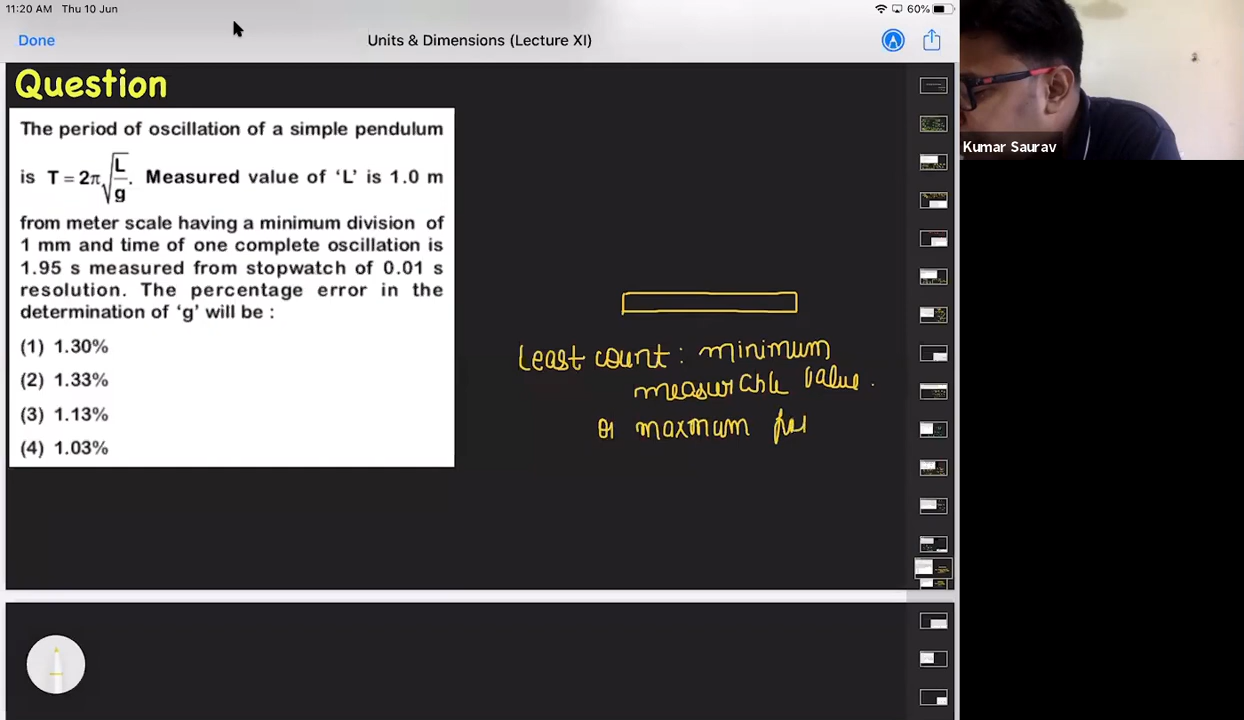 11:20 AM Thu 10 Jun
60%
Done
Units & Dimensions (Lecture XI)
Question
The period of oscillation of a simple pendulum
is T = 2π√(L/g). Measured value of 'L' is 1.0 m
from meter scale having a minimum division of
1 mm and time of one complete oscillation is
1.95 s measured from stopwatch of 0.01 s
resolution. The percentage error in the
determination of 'g' will be :
(1) 1.30%
(2) 1.33%
(3) 1.13%
(4) 1.03%
Least count : minimum
measurable value.
or maxmum
Kumar Saurav